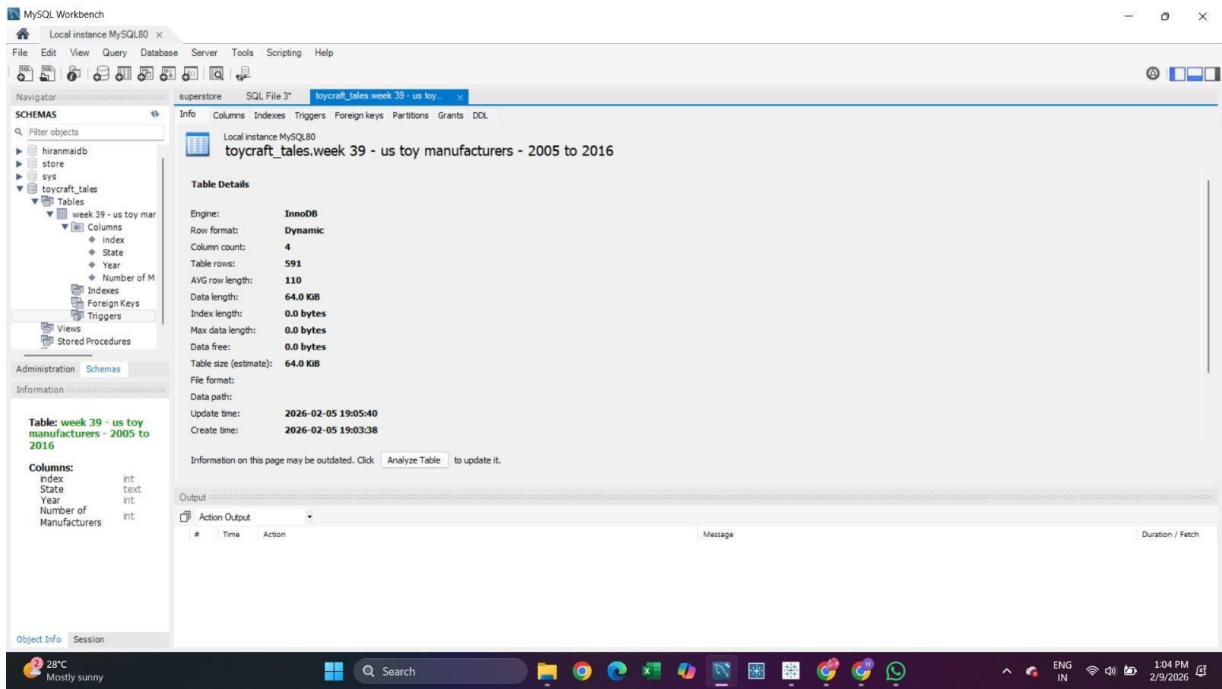 MySQL Workbench
Local instance MySQL80 ×
File Edit View Query Database Server Tools Scripting Help
Navigator
SCHEMAS
Filter objects
hiranmaidb
store
sys
toycraft_tales
Tables
week 39 - us toy mar
Columns
index
State
Year
Number of M
Indexes
Foreign Keys
Triggers
Views
Stored Procedures
Administration Schemas
Information
Table: week 39 - us toy
manufacturers - 2005 to
2016
Columns:
index int
State text
Year int
Number of
Manufacturers int
Object Info Session
superstore SQL File 3* toycraft_tales.week 39 - us toy... ×
Info Columns Indexes Triggers Foreign keys Partitions Grants DDL
Local instance MySQL80
toycraft_tales.week 39 - us toy manufacturers - 2005 to 2016
Table Details
Engine: InnoDB
Row format: Dynamic
Column count: 4
Table rows: 591
AVG row length: 110
Data length: 64.0 KiB
Index length: 0.0 bytes
Max data length: 0.0 bytes
Data free: 0.0 bytes
Table size (estimate): 64.0 KiB
File format:
Data path:
Update time: 2026-02-05 19:05:40
Create time: 2026-02-05 19:03:38
Information on this page may be outdated. Click Analyze Table to update it.
Output
Action Output
# Time Action Message Duration / Fetch
2
28°C
Mostly sunny
Search
ENG
IN
1:04 PM
2/9/2026